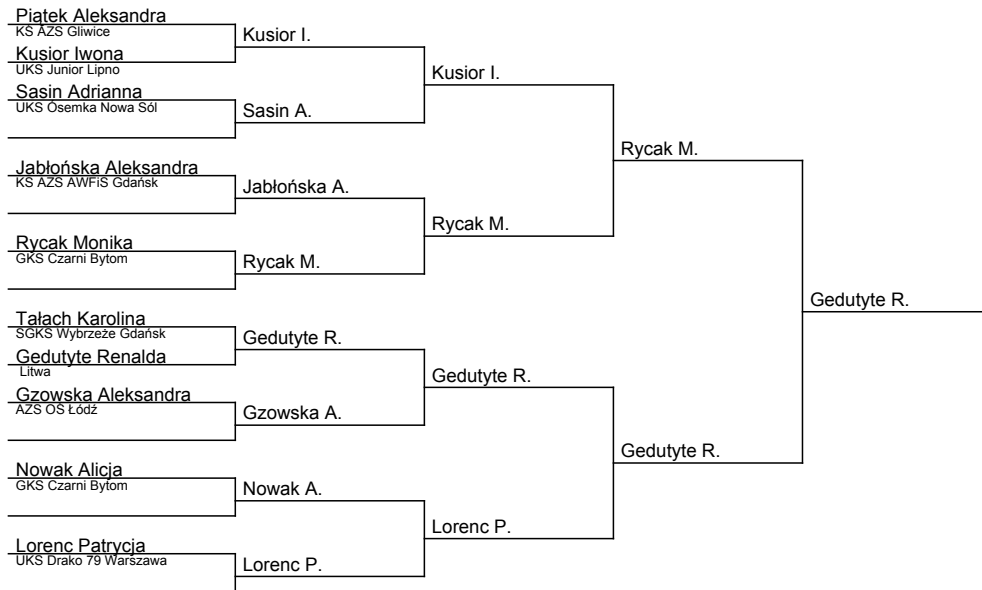 Piątek Aleksandra
KS AZS Gliwice
Kusior I.
Kusior Iwona
UKS Junior Lipno
Kusior I.
Sasin Adrianna
UKS Ósemka Nowa Sól
Sasin A.
Rycak M.
Jabłońska Aleksandra
KS AZS AWFiS Gdańsk
Jabłońska A.
Rycak M.
Rycak Monika
GKS Czarni Bytom
Rycak M.
Gedutyte R.
Tałach Karolina
SGKS Wybrzeże Gdańsk
Gedutyte R.
Gedutyte Renalda
Litwa
Gedutyte R.
Gzowska Aleksandra
AZS OŚ Łódź
Gzowska A.
Gedutyte R.
Nowak Alicja
GKS Czarni Bytom
Nowak A.
Lorenc P.
Lorenc Patrycja
UKS Drako 79 Warszawa
Lorenc P.